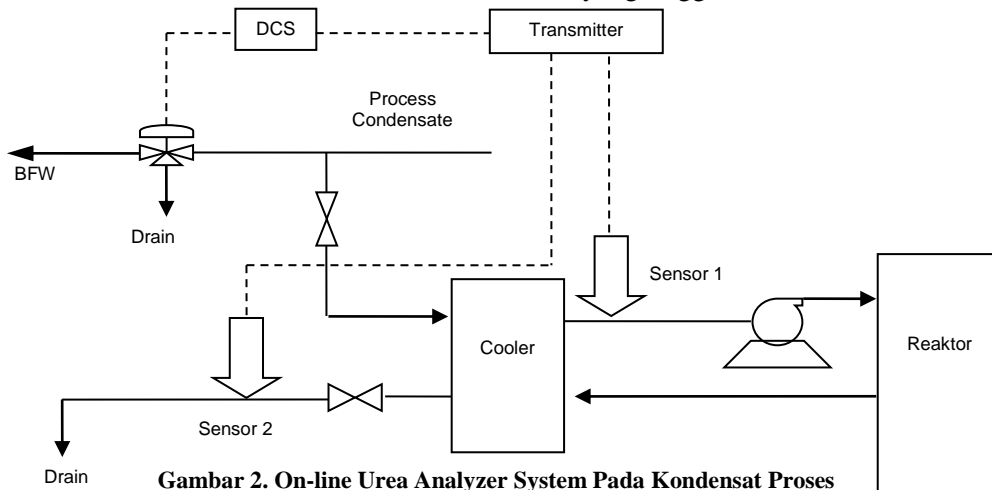 yang
DCS
Transmitter
Process
Condensate
BFW
Drain
Sensor 1
Cooler
Reaktor
Sensor 2
Drain
Gambar 2. On-line Urea Analyzer System Pada Kondensat Proses